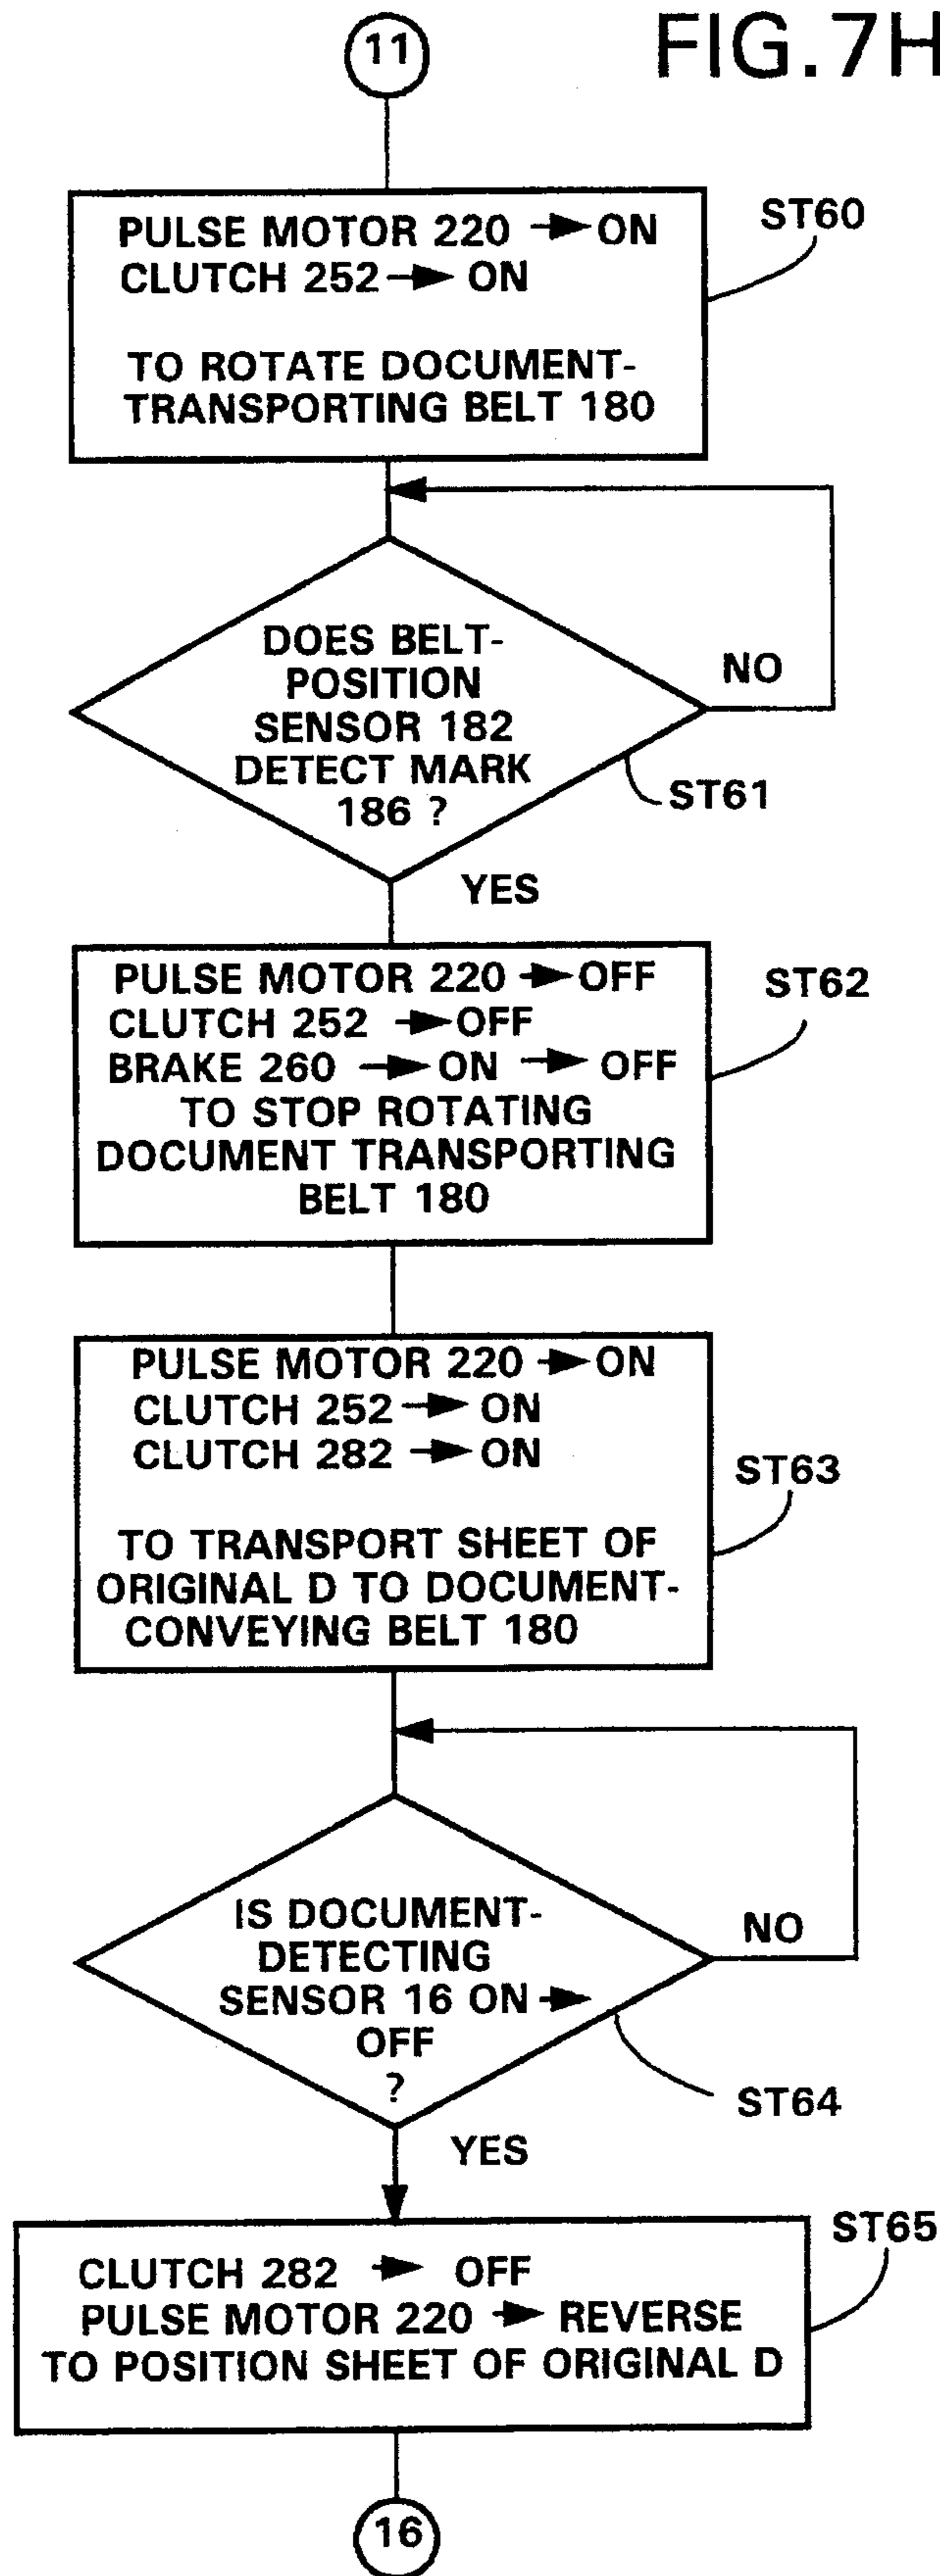 11
FIG.7H
PULSE MOTOR 220 → ON
CLUTCH 252 → ON
TO ROTATE DOCUMENT-
TRANSPORTING BELT 180
ST60
DOES BELT-
POSITION
SENSOR 182
DETECT MARK
186 ?
NO
ST61
YES
PULSE MOTOR 220 → OFF
CLUTCH 252 → OFF
BRAKE 260 → ON → OFF
TO STOP ROTATING
DOCUMENT TRANSPORTING
BELT 180
ST62
PULSE MOTOR 220 → ON
CLUTCH 252 → ON
CLUTCH 282 → ON
TO TRANSPORT SHEET OF
ORIGINAL D TO DOCUMENT-
CONVEYING BELT 180
ST63
IS DOCUMENT-
DETECTING
SENSOR 16 ON →
OFF
?
NO
ST64
YES
CLUTCH 282 → OFF
PULSE MOTOR 220 → REVERSE
TO POSITION SHEET OF ORIGINAL D
ST65
16